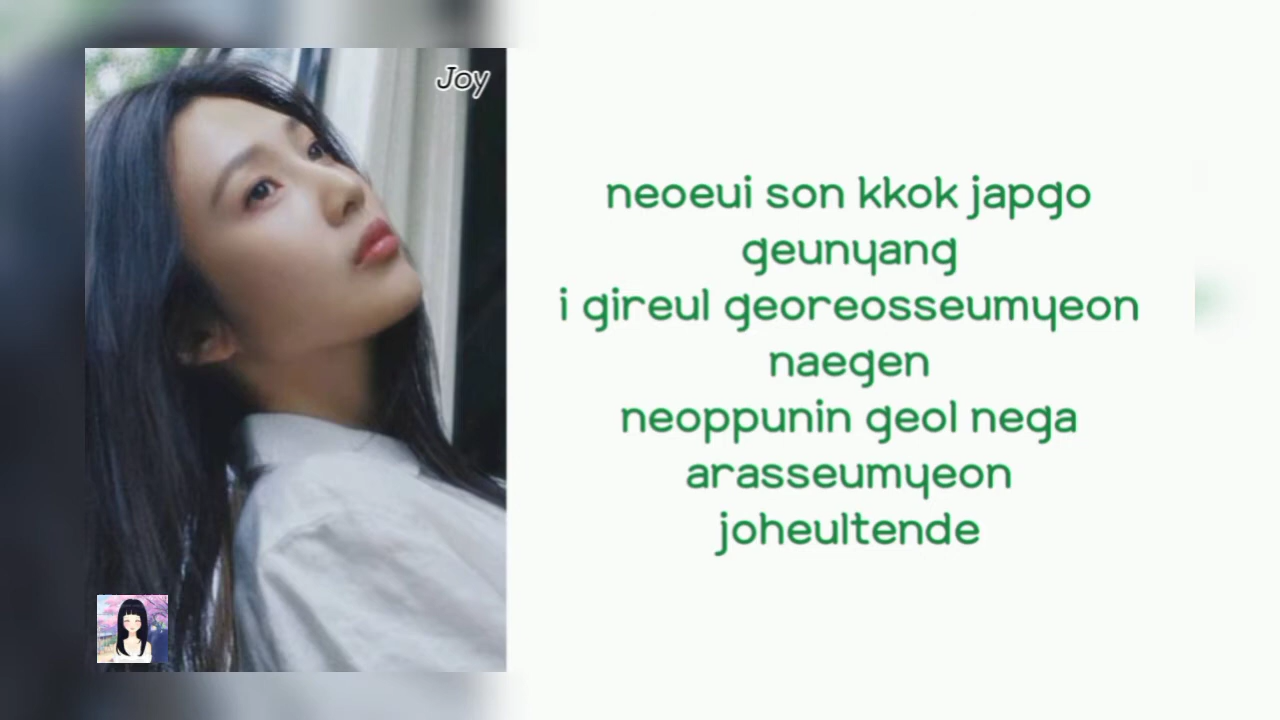 Joy
neoeui son kkok japgo
geunyang
i gireul georeosseumyeon
naegen
neoppunin geol nega
arasseumyeon
joheultende